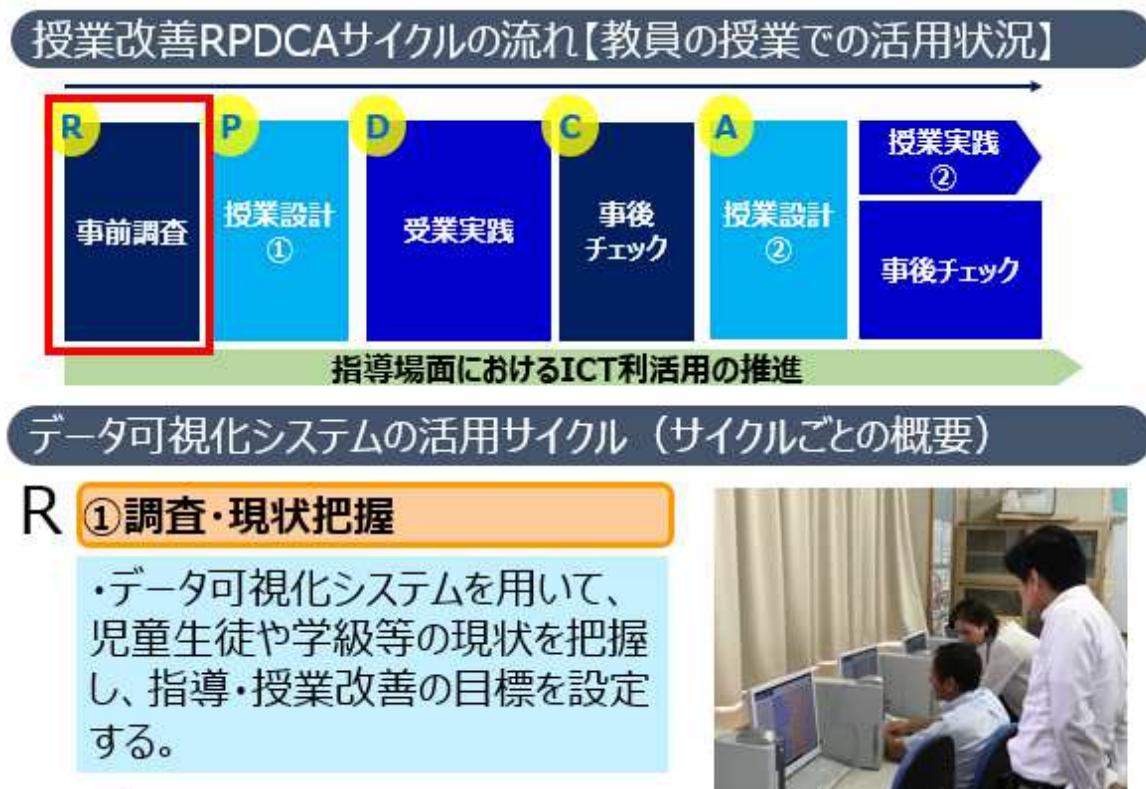 授業改善RPDCAサイクルの流れ【教員の授業での活用状況】
R
事前調査
P
授業設計
①
D
受業実践
C
事後
チェック
A
授業設計
②
授業実践
②
事後チェック
指導場面におけるICT利活用の推進
データ可視化システムの活用サイクル（サイクルごとの概要）
R
①調査・現状把握
・データ可視化システムを用いて、
児童生徒や学級等の現状を把握
し、指導・授業改善の目標を設定
する。